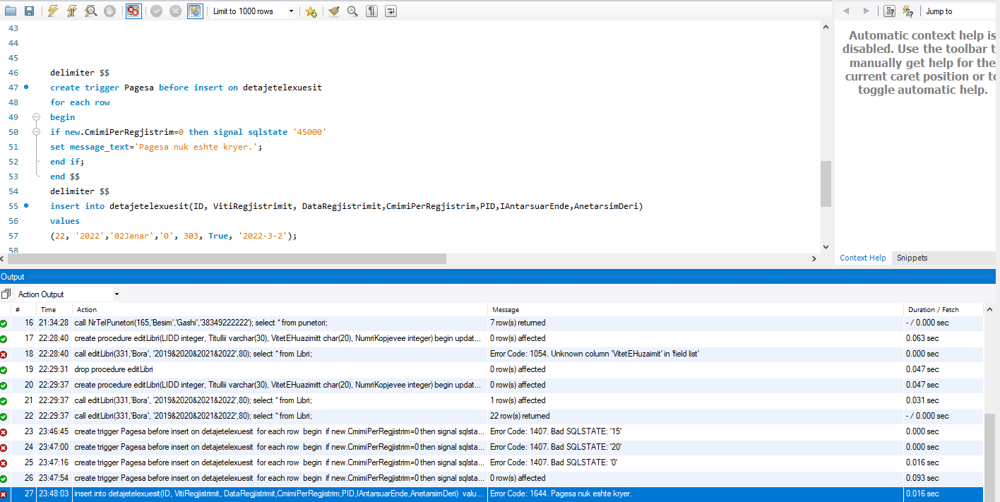 Limit to 1000 rows
Jump to
43
44
45
46 delimiter $$
47 create trigger Pagesa before insert on detajetelexuesit
48 for each row
49 begin
50 if new.CmimiPerRegjistrim=0 then signal sqlstate '45000'
51 set message_text='Pagesa nuk eshte kryer.';
52 end if;
53 end $$
54 delimiter $$
55 insert into detajetelexuesit(ID, VitiRegjistrimit, DataRegjistrimit,CmimiPerRegjistrim,PID,IAntarsuarEnde,AnetarsimDeri)
56 values
57 (22, '2022','02Janar','0', 303, True, '2022-3-2');
58
Automatic context help is
disabled. Use the toolbar t
manually get help for the
current caret position or to
toggle automatic help.
Context Help Snippets
Output
Action Output
# Time Action Message Duration / Fetch
16 21:34:28 call NrTelPunetori(165,'Besim','Gashi','38349222222'); select * from punetori; 7 row(s) returned - / 0.000 sec
17 22:28:40 create procedure editLibri(LIDD integer, Titullii varchar(30), VitetEHuazimitt char(20), NumriKopjevee integer) begin updat... 0 row(s) affected 0.063 sec
18 22:28:40 call editLibri(331,'Bora', '2019&2020&2021&2022',80); select * from Libri; Error Code: 1054. Unknown column 'VitetEHuzaimit' in 'field list' 0.000 sec
19 22:29:31 drop procedure editLibri 0 row(s) affected 0.047 sec
20 22:29:37 create procedure editLibri(LIDD integer, Titullii varchar(30), VitetEHuazimitt char(20), NumriKopjevee integer) begin updat... 0 row(s) affected 0.047 sec
21 22:29:37 call editLibri(331,'Bora', '2019&2020&2021&2022',80); select * from Libri; 1 row(s) affected 0.031 sec
22 22:29:37 call editLibri(331,'Bora', '2019&2020&2021&2022',80); select * from Libri; 22 row(s) returned - / 0.000 sec
23 23:46:45 create trigger Pagesa before insert on detajetelexuesit for each row begin if new.CmimiPerRegjistrim=0 then signal sqlsta... Error Code: 1407. Bad SQLSTATE: '15' 0.000 sec
24 23:47:00 create trigger Pagesa before insert on detajetelexuesit for each row begin if new.CmimiPerRegjistrim=0 then signal sqlsta... Error Code: 1407. Bad SQLSTATE: '20' 0.000 sec
25 23:47:16 create trigger Pagesa before insert on detajetelexuesit for each row begin if new.CmimiPerRegjistrim=0 then signal sqlsta... Error Code: 1407. Bad SQLSTATE: '0' 0.016 sec
26 23:47:54 create trigger Pagesa before insert on detajetelexuesit for each row begin if new.CmimiPerRegjistrim=0 then signal sqlsta... 0 row(s) affected 0.093 sec
27 23:48:03 insert into detajetelexuesit(ID, VitiRegjistrimit, DataRegjistrimit,CmimiPerRegjistrim,PID,IAntarsuarEnde,AnetarsimDeri) valu... Error Code: 1644. Pagesa nuk eshte kryer. 0.016 sec